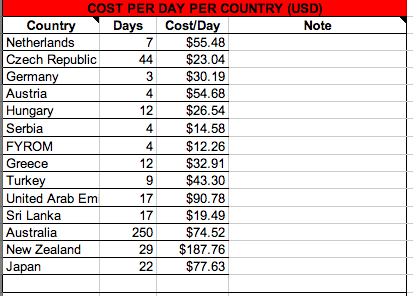 COST PER DAY PER COUNTRY (USD)
Country Days Cost/Day Note
Netherlands 7 $55.48
Czech Republic 44 $23.04
Germany 3 $30.19
Austria 4 $54.68
Hungary 12 $26.54
Serbia 4 $14.58
FYROM 4 $12.26
Greece 12 $32.91
Turkey 9 $43.30
United Arab Emi 17 $90.78
Sri Lanka 17 $19.49
Australia 250 $74.52
New Zealand 29 $187.76
Japan 22 $77.63